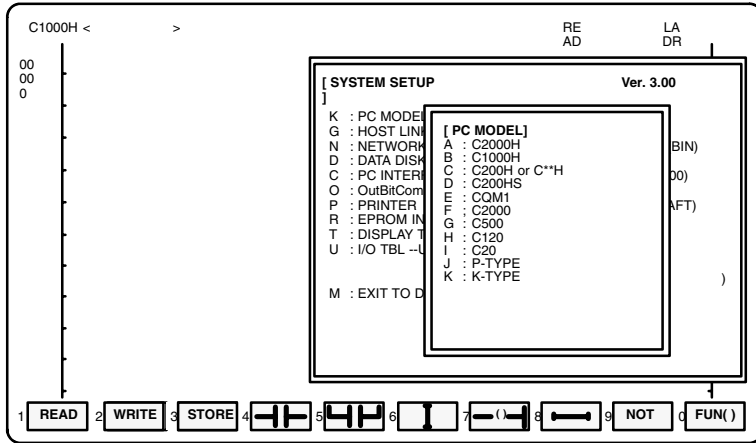 C1000H < >
RE
AD
LA
DR
00
00
0
[ SYSTEM SETUP Ver. 3.00
]
K : PC MODEL
G : HOST LINK
N : NETWORK BIN)
D : DATA DISK
C : PC INTERF 00)
O : OutBitCom
P : PRINTER AFT)
R : EPROM IN
T : DISPLAY T
U : I/O TBL --U
)
M : EXIT TO D
[ PC MODEL]
A : C2000H
B : C1000H
C : C200H or C**H
D : C200HS
E : CQM1
F ; C2000
G : C500
H : C120
I : C20
J : P-TYPE
K : K-TYPE
1 READ 2 WRITE 3 STORE 4 5 6 7 ( ) 8 9 NOT 0 FUN( )